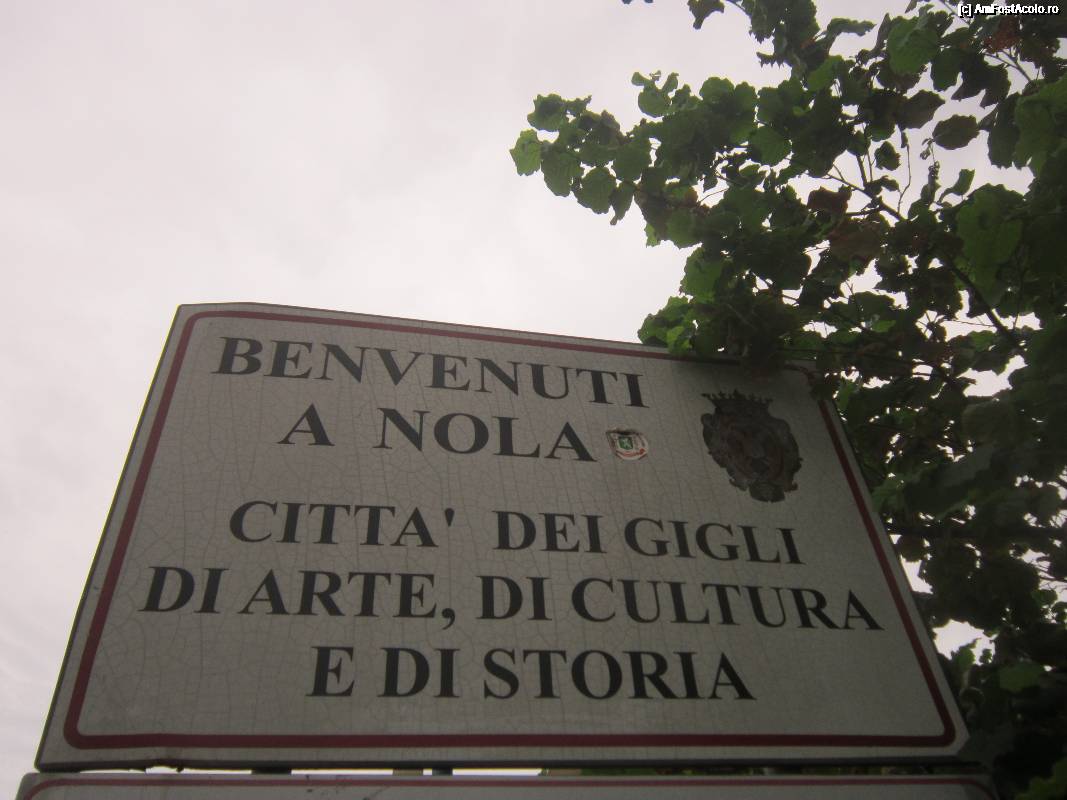 [c] AmFostAcolo.ro
BENVENUTI
A NOLA
CITTA' DEI GIGLI
DI ARTE, DI CULTURA
E DI STORIA